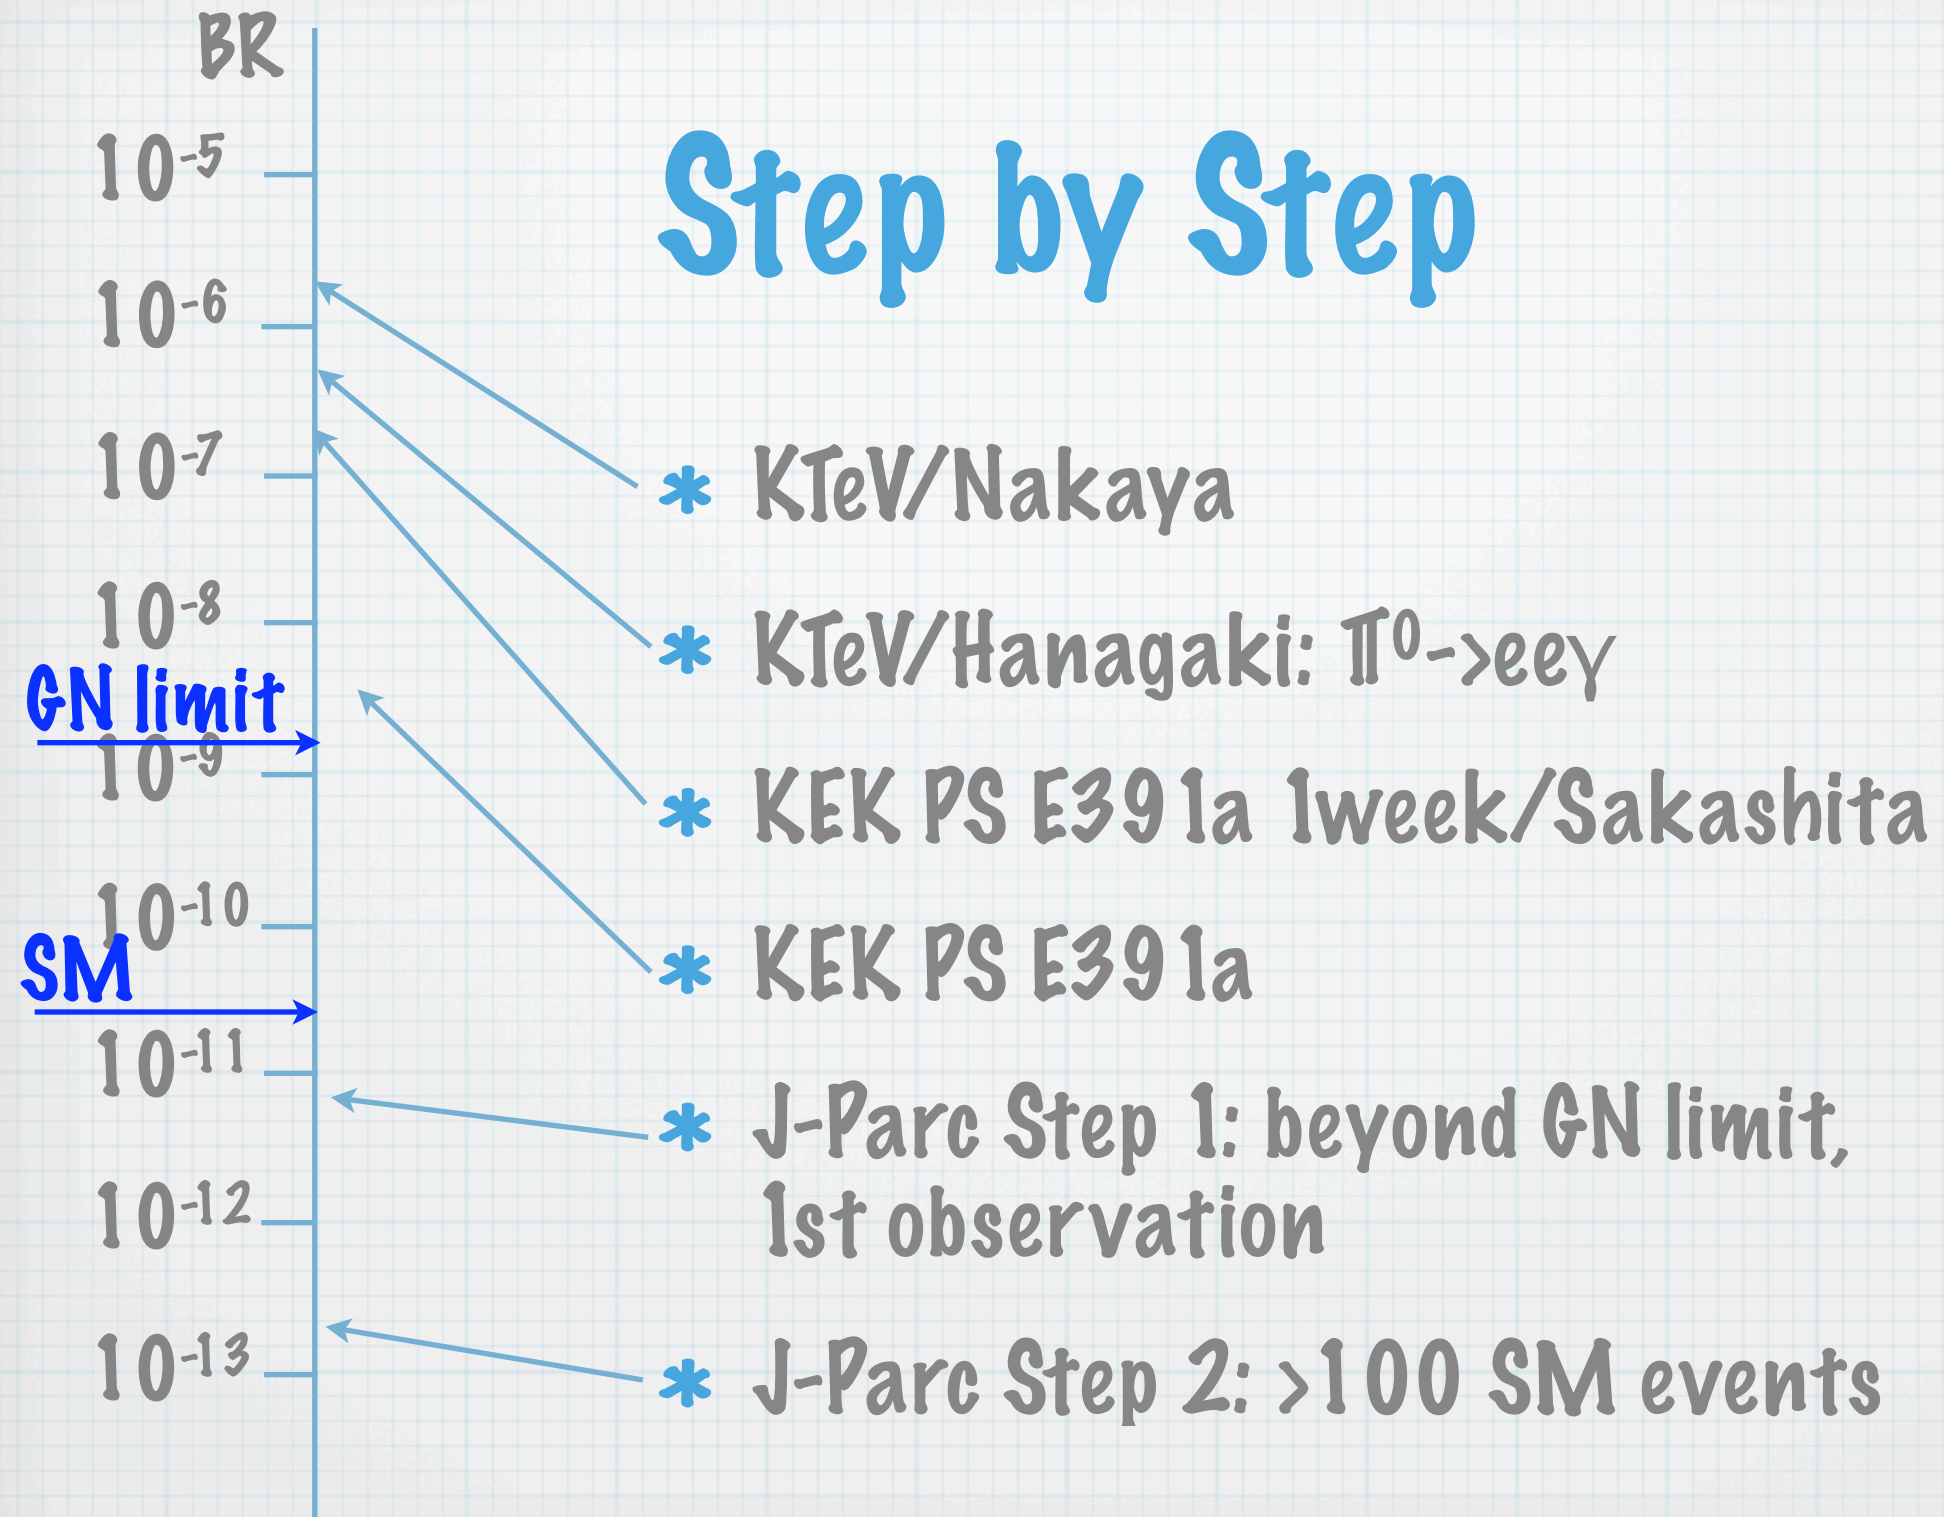 BR
Step by Step
10⁻⁵
10⁻⁶
10⁻⁷
10⁻⁸
GN limit
10⁻⁹
10⁻¹⁰
SM
10⁻¹¹
10⁻¹²
10⁻¹³
* KTeV/Nakaya
* KTeV/Hanagaki: π⁰->eeγ
* KEK PS E391a 1week/Sakashita
* KEK PS E391a
* J-Parc Step 1: beyond GN limit,
1st observation
* J-Parc Step 2: >100 SM events